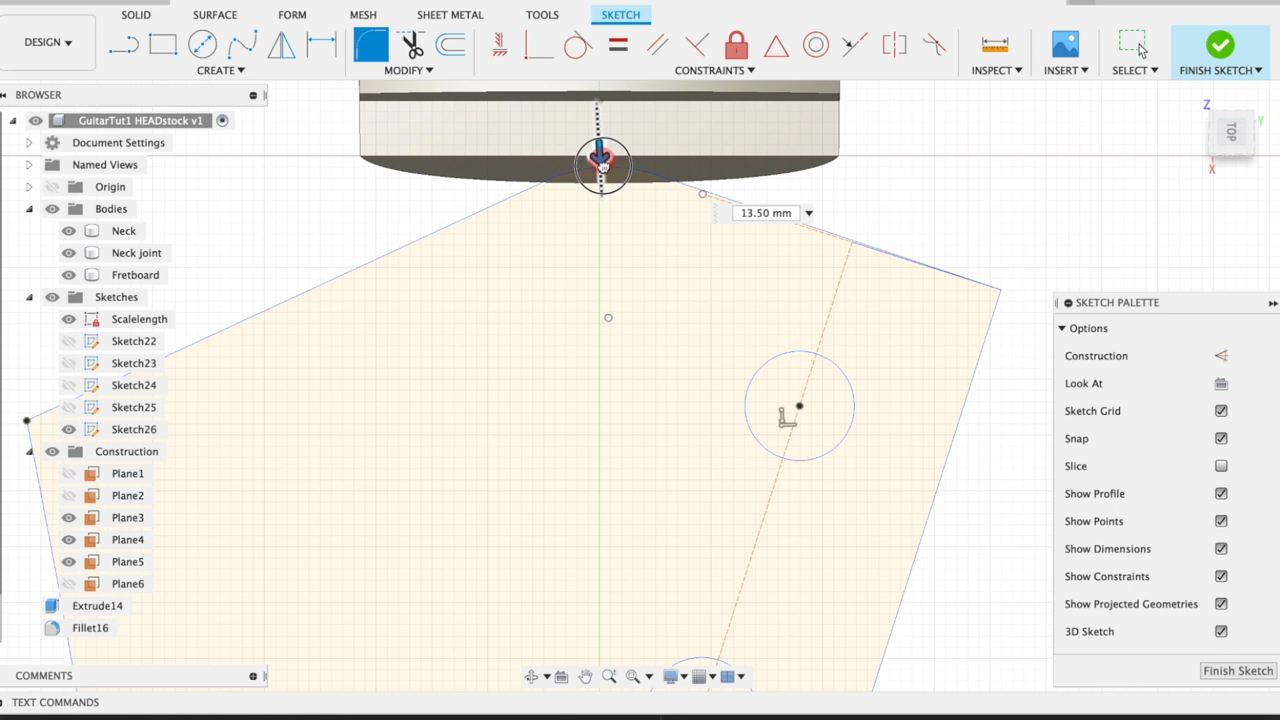 SOLID SURFACE FORM MESH SHEET METAL TOOLS SKETCH
DESIGN
CREATE MODIFY CONSTRAINTS INSPECT INSERT SELECT FINISH SKETCH
BROWSER
GuitarTut1 HEADstock v1
Document Settings
Named Views
Origin
Bodies
Neck
Neck joint
Fretboard
Sketches
Scalelength
Sketch22
Sketch23
Sketch24
Sketch25
Sketch26
Construction
Plane1
Plane2
Plane3
Plane4
Plane5
Plane6
Extrude14
Fillet16
COMMENTS
TEXT COMMANDS
13.50 mm
Z
Y
TOP
X
SKETCH PALETTE
Options
Construction
Look At
Sketch Grid
Snap
Slice
Show Profile
Show Points
Show Dimensions
Show Constraints
Show Projected Geometries
3D Sketch
Finish Sketch